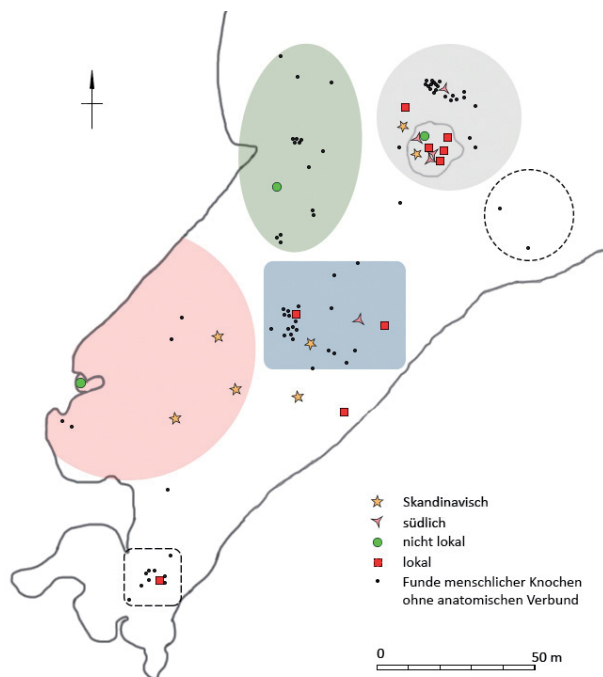 Skandinavisch
südlich
nicht lokal
lokal
Funde menschlicher Knochen
ohne anatomischen Verbund
0
50 m